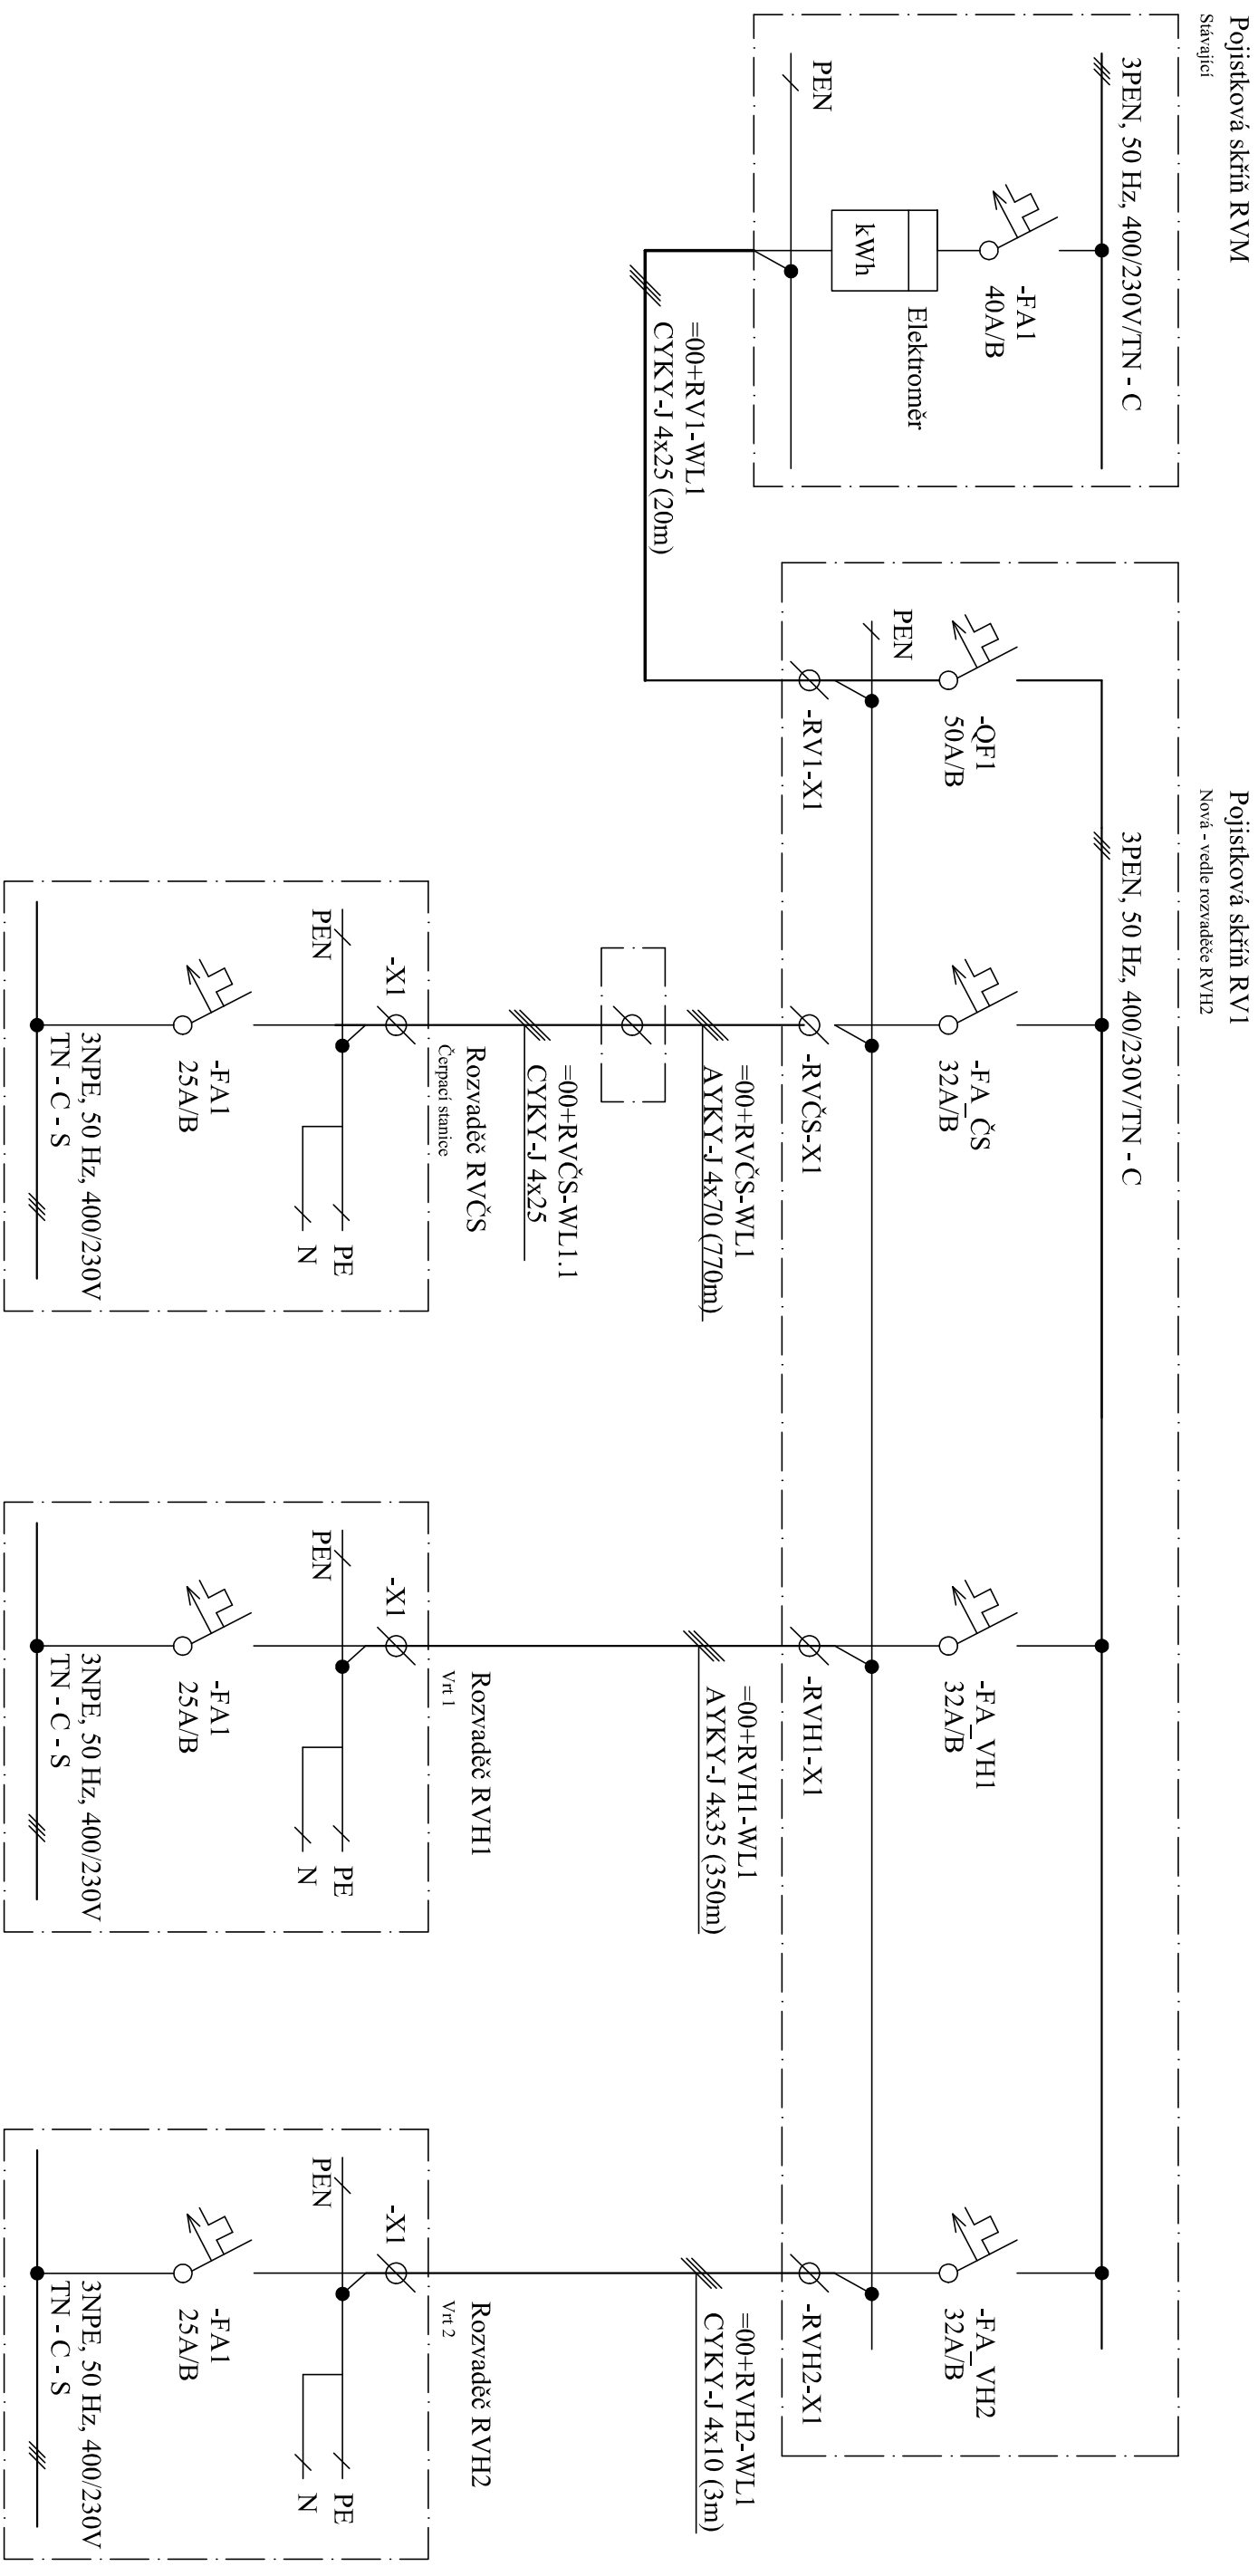 Pojistková skříň RVM
Stávající
3PEN, 50 Hz, 400/230V/TN - C
-FA1
40A/B
Elektroměr
kWh
PEN
=00+RV1-WL1
CYKY-J 4x25 (20m)
Pojistková skříň RV1
Nová - vedle rozvaděče RVH2
3PEN, 50 Hz, 400/230V/TN - C
-QF1
50A/B
PEN
-RV1-X1
-FA_ČS
32A/B
-RVČS-X1
=00+RVČS-WL1
AYKY-J 4x70 (770m)
=00+RVČS-WL1.1
CYKY-J 4x25
Rozvaděč RVČS
Čerpací stanice
-X1
PEN
PE
N
-FA1
25A/B
3NPE, 50 Hz, 400/230V
TN - C - S
-FA_VH1
32A/B
-RVH1-X1
=00+RVH1-WL1
AYKY-J 4x35 (350m)
Rozvaděč RVH1
Vrt 1
-X1
PEN
PE
N
-FA1
25A/B
3NPE, 50 Hz, 400/230V
TN - C - S
-FA_VH2
32A/B
-RVH2-X1
=00+RVH2-WL1
CYKY-J 4x10 (3m)
Rozvaděč RVH2
Vrt 2
-X1
PEN
PE
N
-FA1
25A/B
3NPE, 50 Hz, 400/230V
TN - C - S